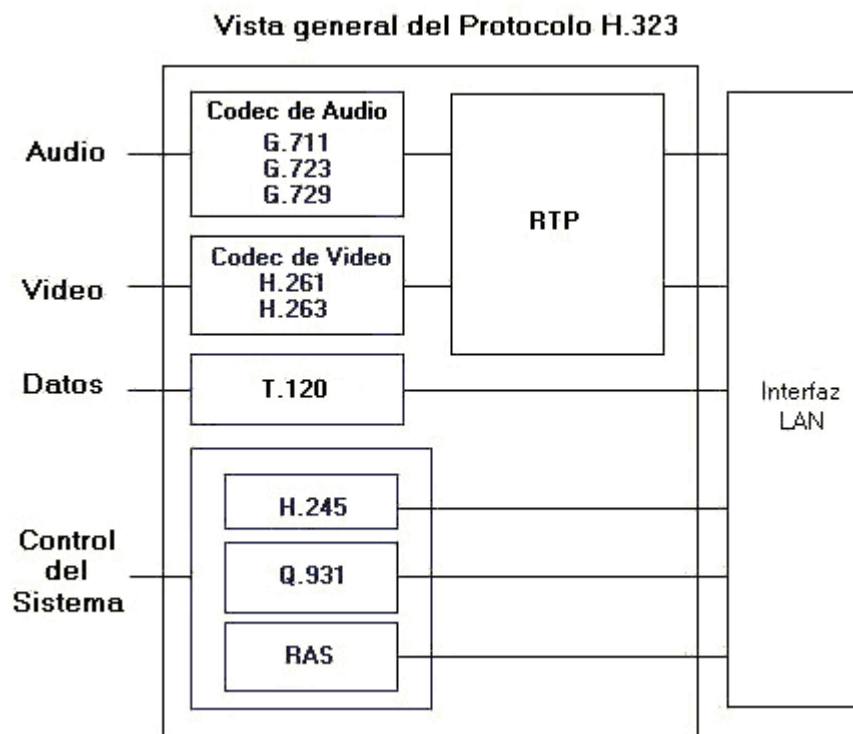 Vista general del Protocolo H.323
Audio
Codec de Audio
G.711
G.723
G.729
RTP
Video
Codec de Video
H.261
H.263
Datos
T.120
Interfaz
LAN
Control
del
Sistema
H.245
Q.931
RAS